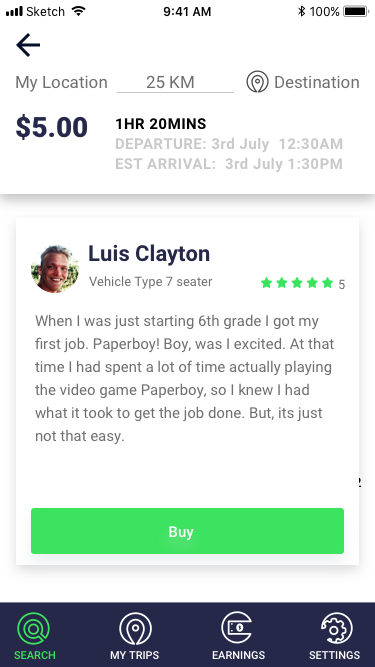 Sketch 9:41 AM 100%
My Location 25 KM Destination
$5.00 1HR 20MINS
DEPARTURE: 3rd July 12:30AM
EST ARRIVAL: 3rd July 1:30PM
Luis Clayton
Vehicle Type 7 seater 5
When I was just starting 6th grade I got my
first job. Paperboy! Boy, was I excited. At that
time I had spent a lot of time actually playing
the video game Paperboy, so I knew I had
what it took to get the job done. But, its just
not that easy.
Buy
SEARCH MY TRIPS EARNINGS SETTINGS